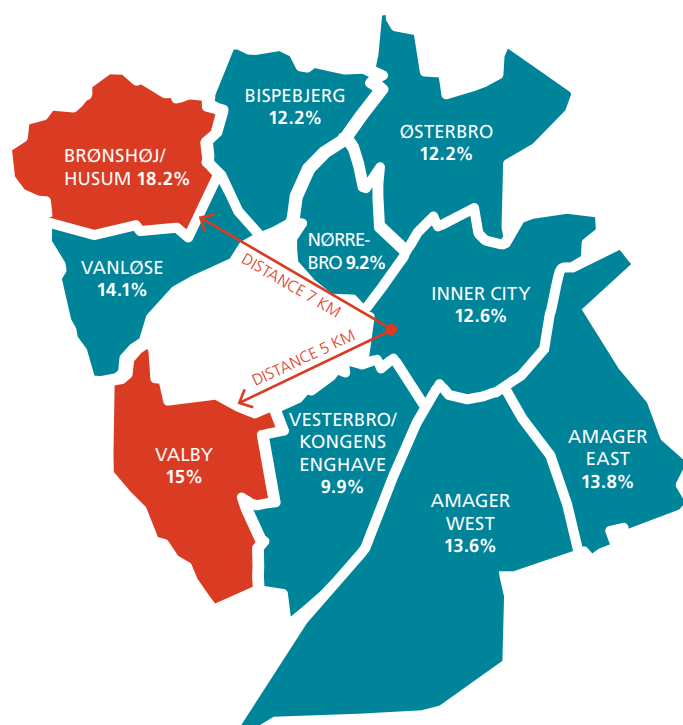 BISPEBJERG
12.2%
ØSTERBRO
12.2%
BRØNSHØJ/
HUSUM 18.2%
NØRRE-
BRO 9.2%
VANLØSE
14.1%
DISTANCE 7 KM
INNER CITY
12.6%
DISTANCE 5 KM
VESTERBRO/
KONGENS
ENGHAVE
9.9%
VALBY
15%
AMAGER
EAST
13.8%
AMAGER
WEST
13.6%